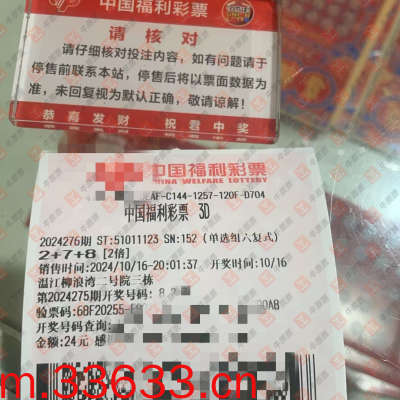 中国福利彩票
请核对
请仔细核对投注内容，如有问题请于
停售前联系本站，停售后将以票面数据为
准，未回复视为默认正确，敬请谅解！
恭喜发财 祝君中奖
中国福利彩票
CHINA WELFARE LOTTERY
EAF-C144-1257-120F-D704
中国福利彩票 3D
2024276期 ST:51011123 SN:152 (单选组六复式)
2+7+8 [2倍]
销售时间:2024/10/16-20:01:37 开奖时间:10/16
温江柳浪湾二号院三栋
第2024275期开奖号码: 8
验票码:68F20255-
0AB
开奖号码查询:
金额:24元 感
m.33633.cn